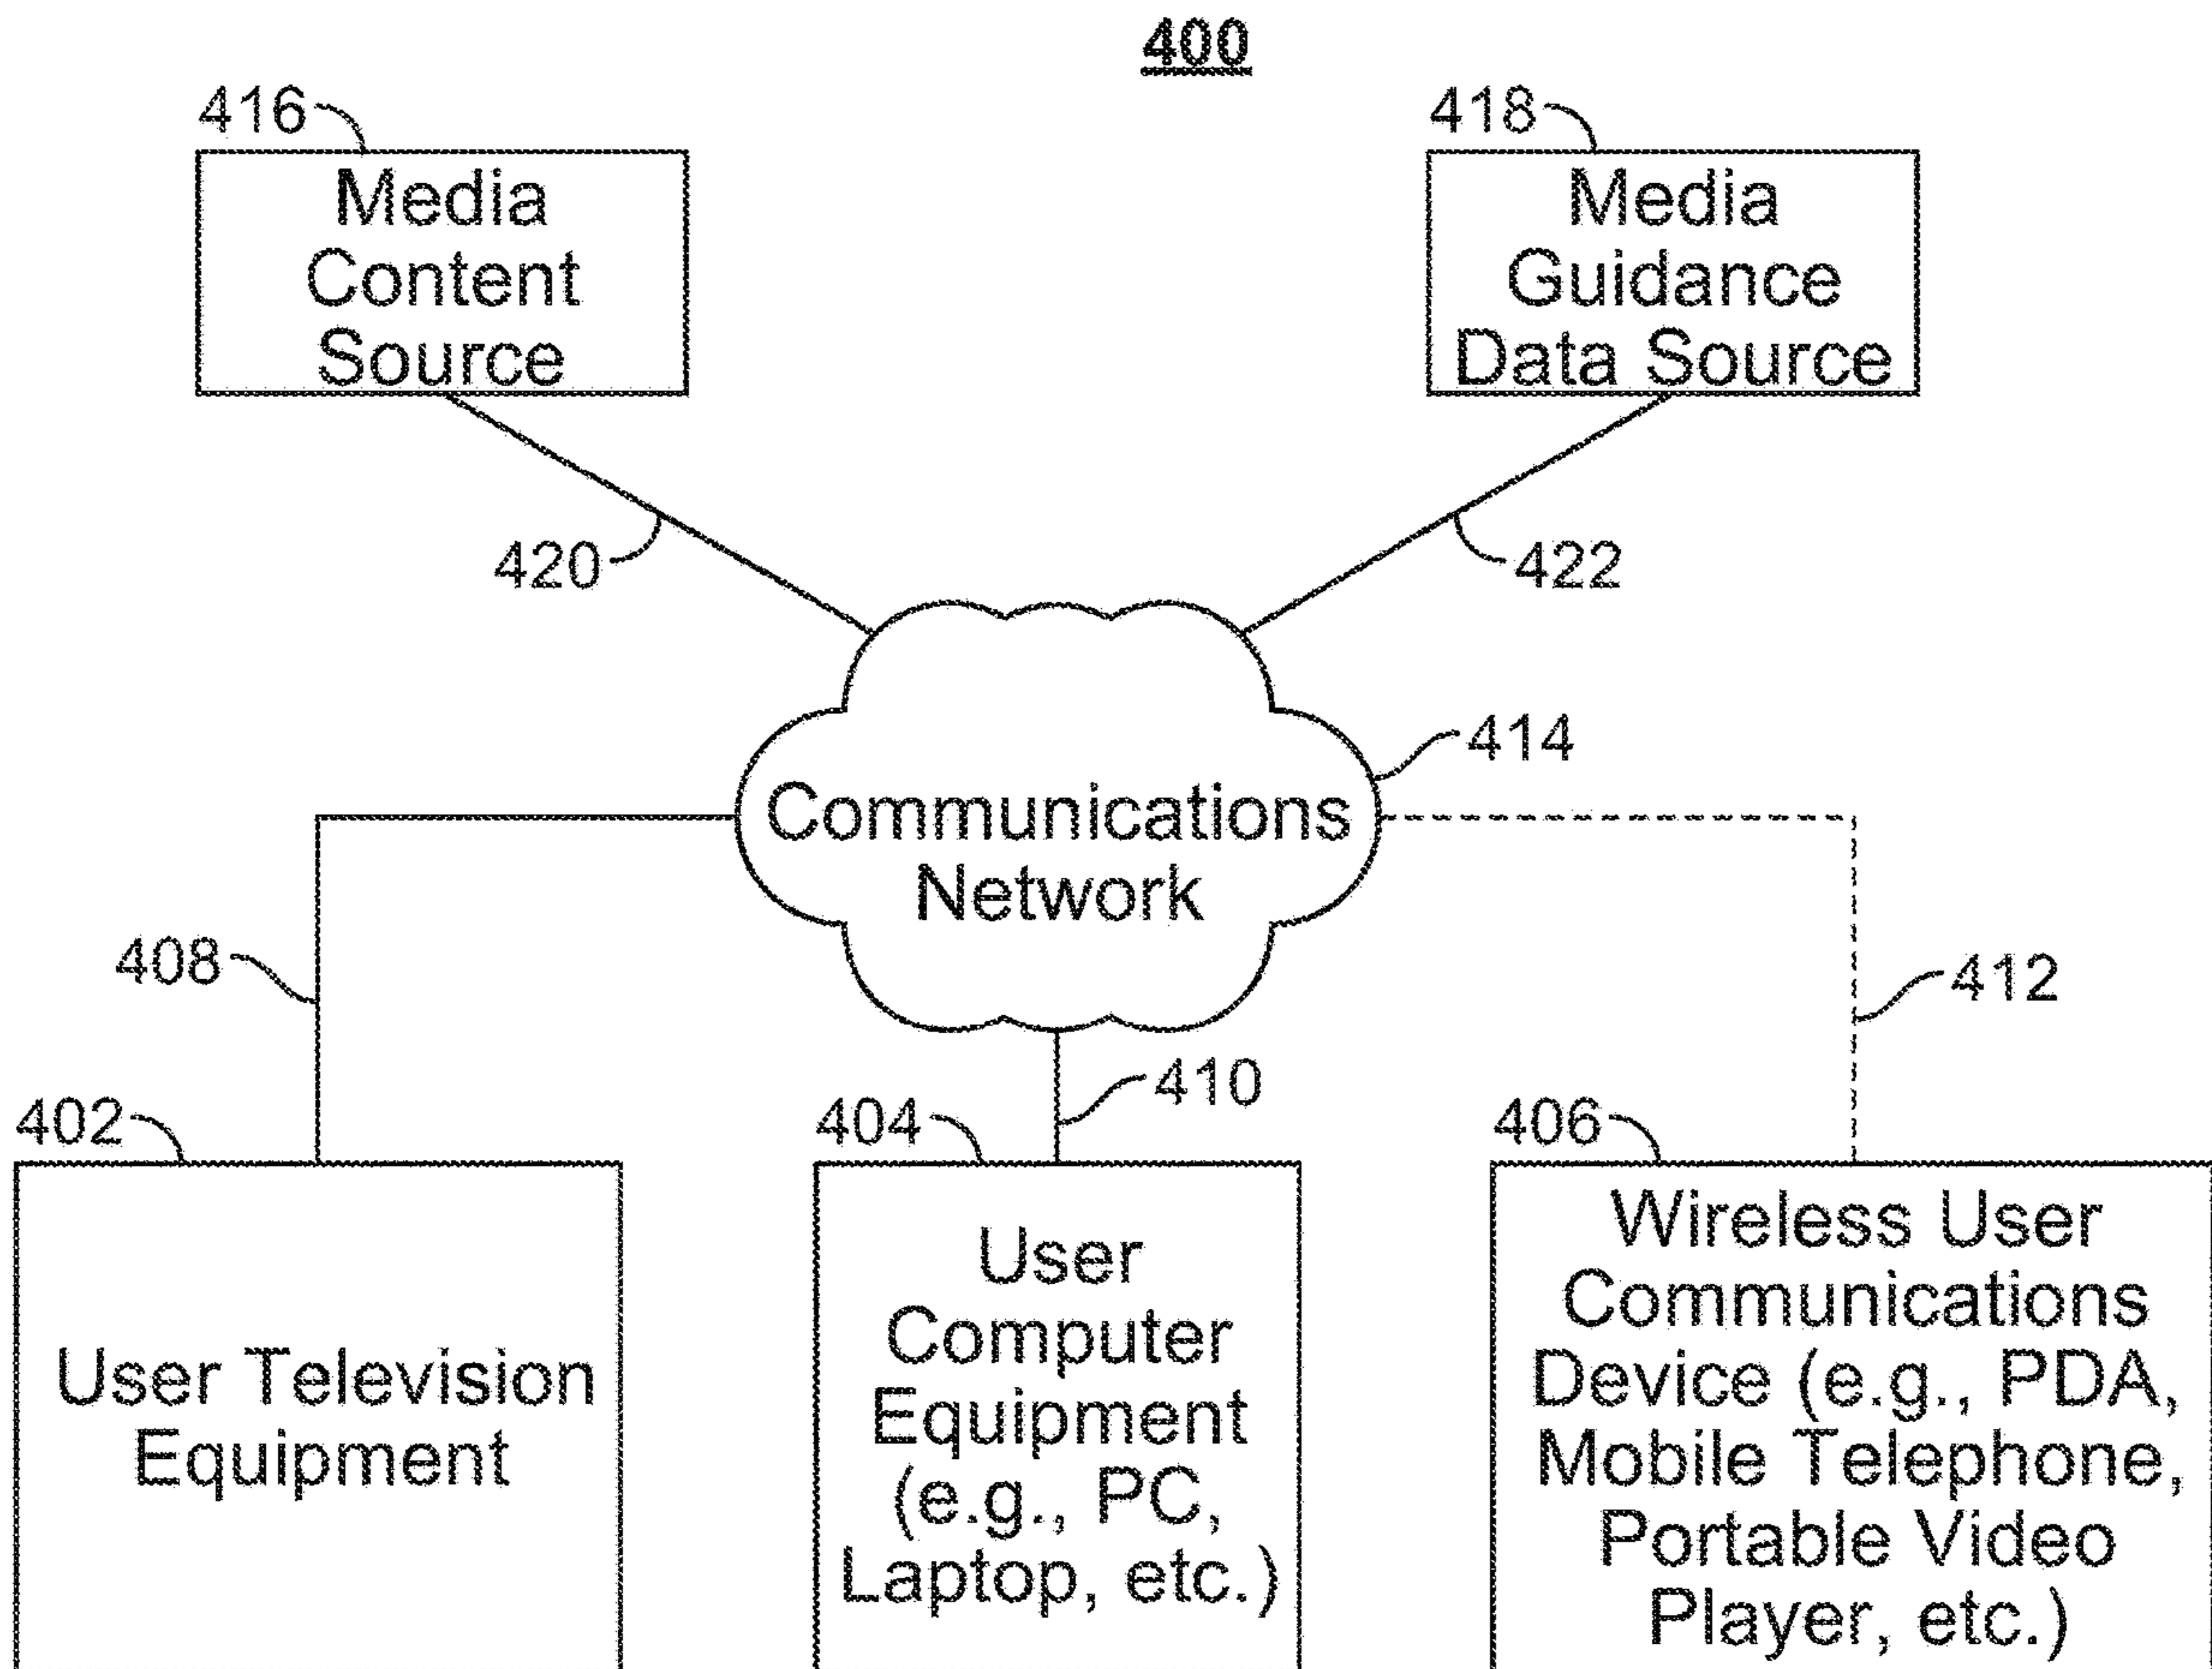 400
416
Media
Content
Source
418
Media
Guidance
Data Source
420
422
414
Communications
Network
408
412
410
402
User Television
Equipment
404
User
Computer
Equipment
(e.g., PC,
Laptop, etc.)
406
Wireless User
Communications
Device (e.g., PDA,
Mobile Telephone,
Portable Video
Player, etc.)